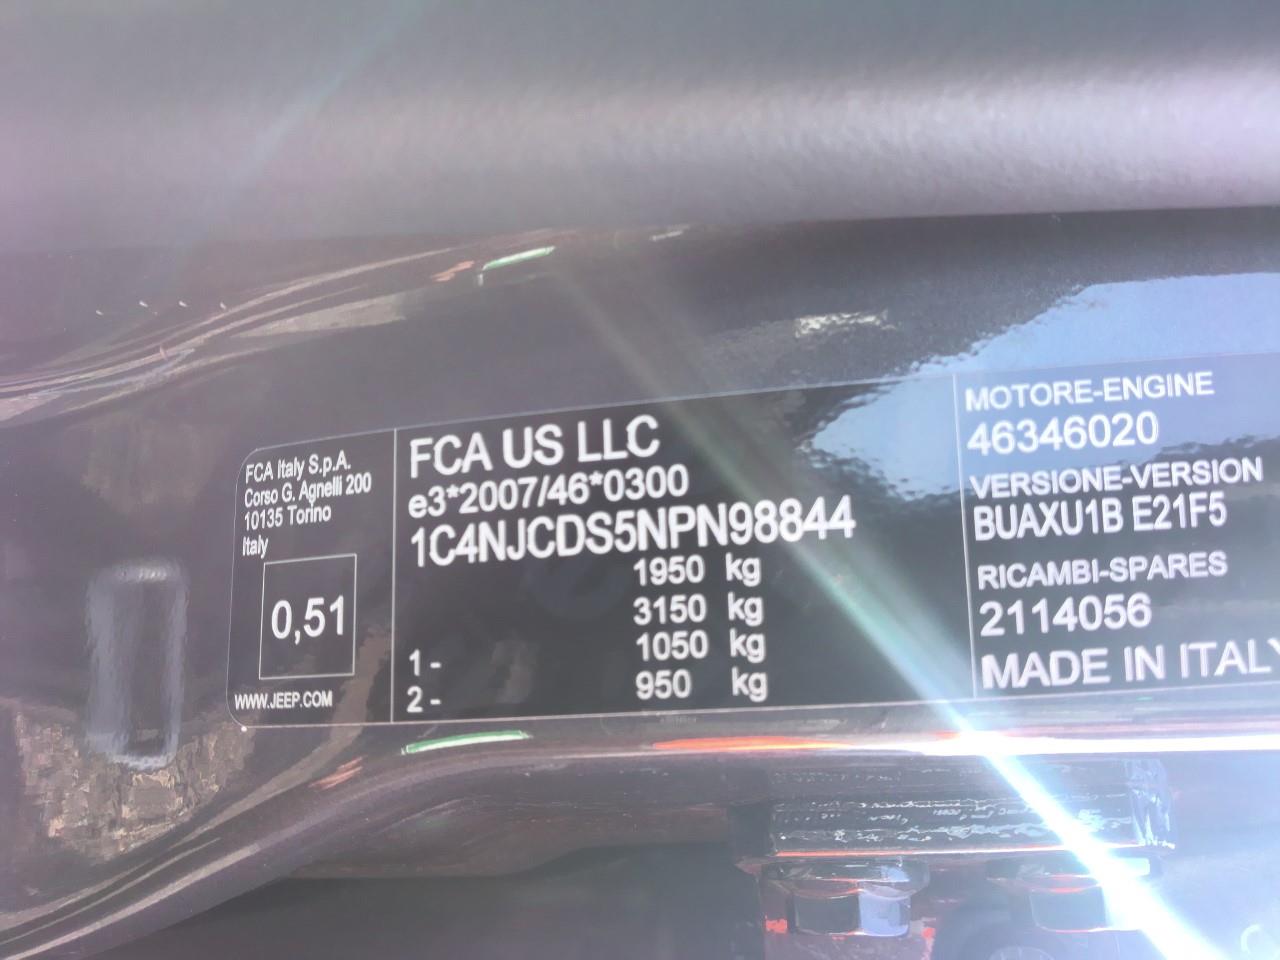 FCA Italy S.p.A.
Corso G. Agnelli 200
10135 Torino
Italy
0,51
WWW.JEEP.COM
FCA US LLC
e3*2007/46*0300
1C4NJCDS5NPN98844
1950 kg
3150 kg
1 - 1050 kg
2 - 950 kg
MOTORE-ENGINE
46346020
VERSIONE-VERSION
BUAXU1B E21F5
RICAMBI-SPARES
2114056
MADE IN ITALY